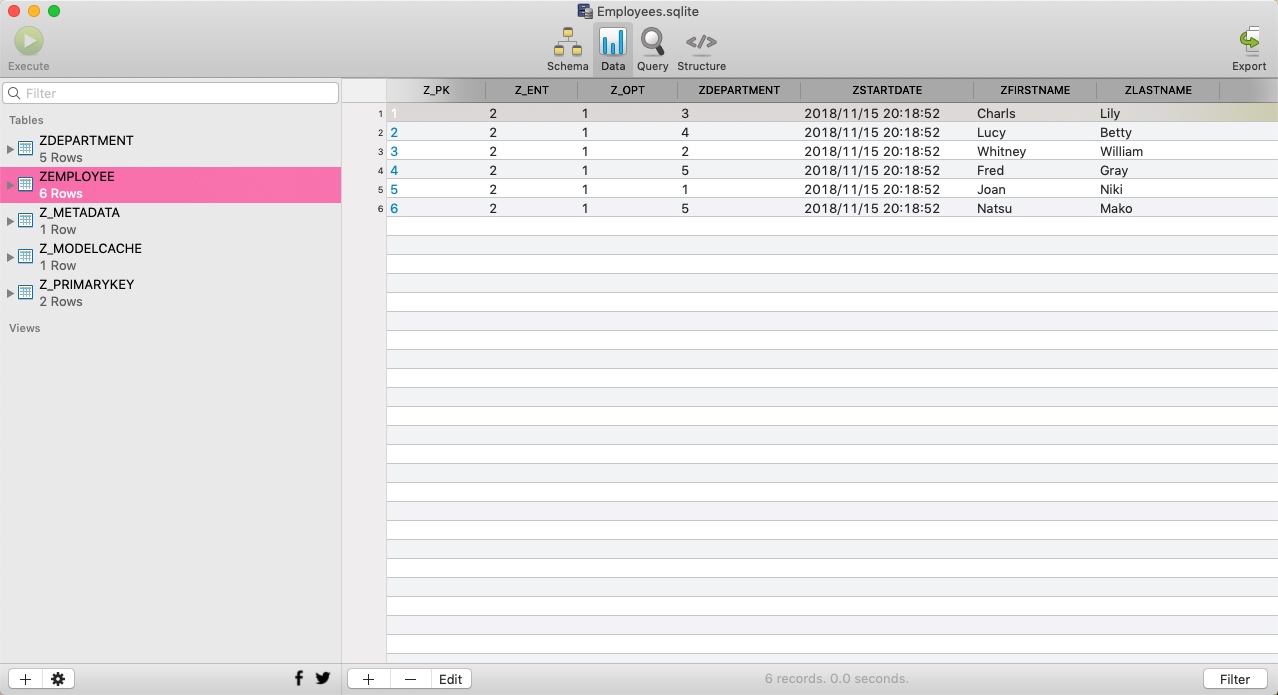 Employees.sqlite
Execute Schema Data Query Structure Export
Filter
Tables
ZDEPARTMENT
5 Rows
ZEMPLOYEE
6 Rows
Z_METADATA
1 Row
Z_MODELCACHE
1 Row
Z_PRIMARYKEY
2 Rows
Views
Z_PK Z_ENT Z_OPT ZDEPARTMENT ZSTARTDATE ZFIRSTNAME ZLASTNAME
1 1 2 1 3 2018/11/15 20:18:52 Charls Lily
2 2 2 1 4 2018/11/15 20:18:52 Lucy Betty
3 3 2 1 2 2018/11/15 20:18:52 Whitney William
4 4 2 1 5 2018/11/15 20:18:52 Fred Gray
5 5 2 1 1 2018/11/15 20:18:52 Joan Niki
6 6 2 1 5 2018/11/15 20:18:52 Natsu Mako
Edit 6 records. 0.0 seconds. Filter